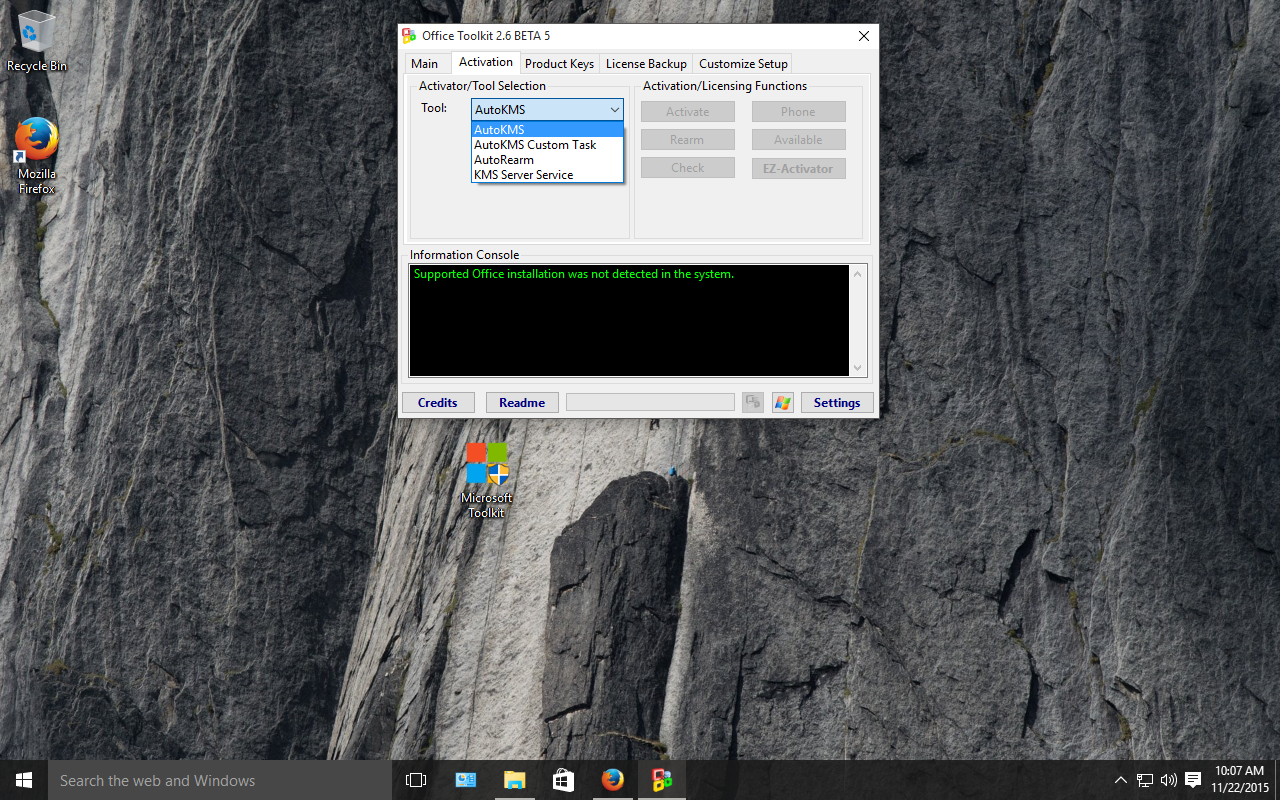 Recycle Bin
Mozilla
Firefox
Office Toolkit 2.6 BETA 5
Main
Activation
Product Keys
License Backup
Customize Setup
Activator/Tool Selection
Tool:
AutoKMS
AutoKMS
AutoKMS Custom Task
AutoRearm
KMS Server Service
Activation/Licensing Functions
Activate
Phone
Rearm
Available
Check
EZ-Activator
Information Console
Supported Office installation was not detected in the system.
Credits
Readme
Settings
Microsoft
Toolkit
Search the web and Windows
10:07 AM
11/22/2015